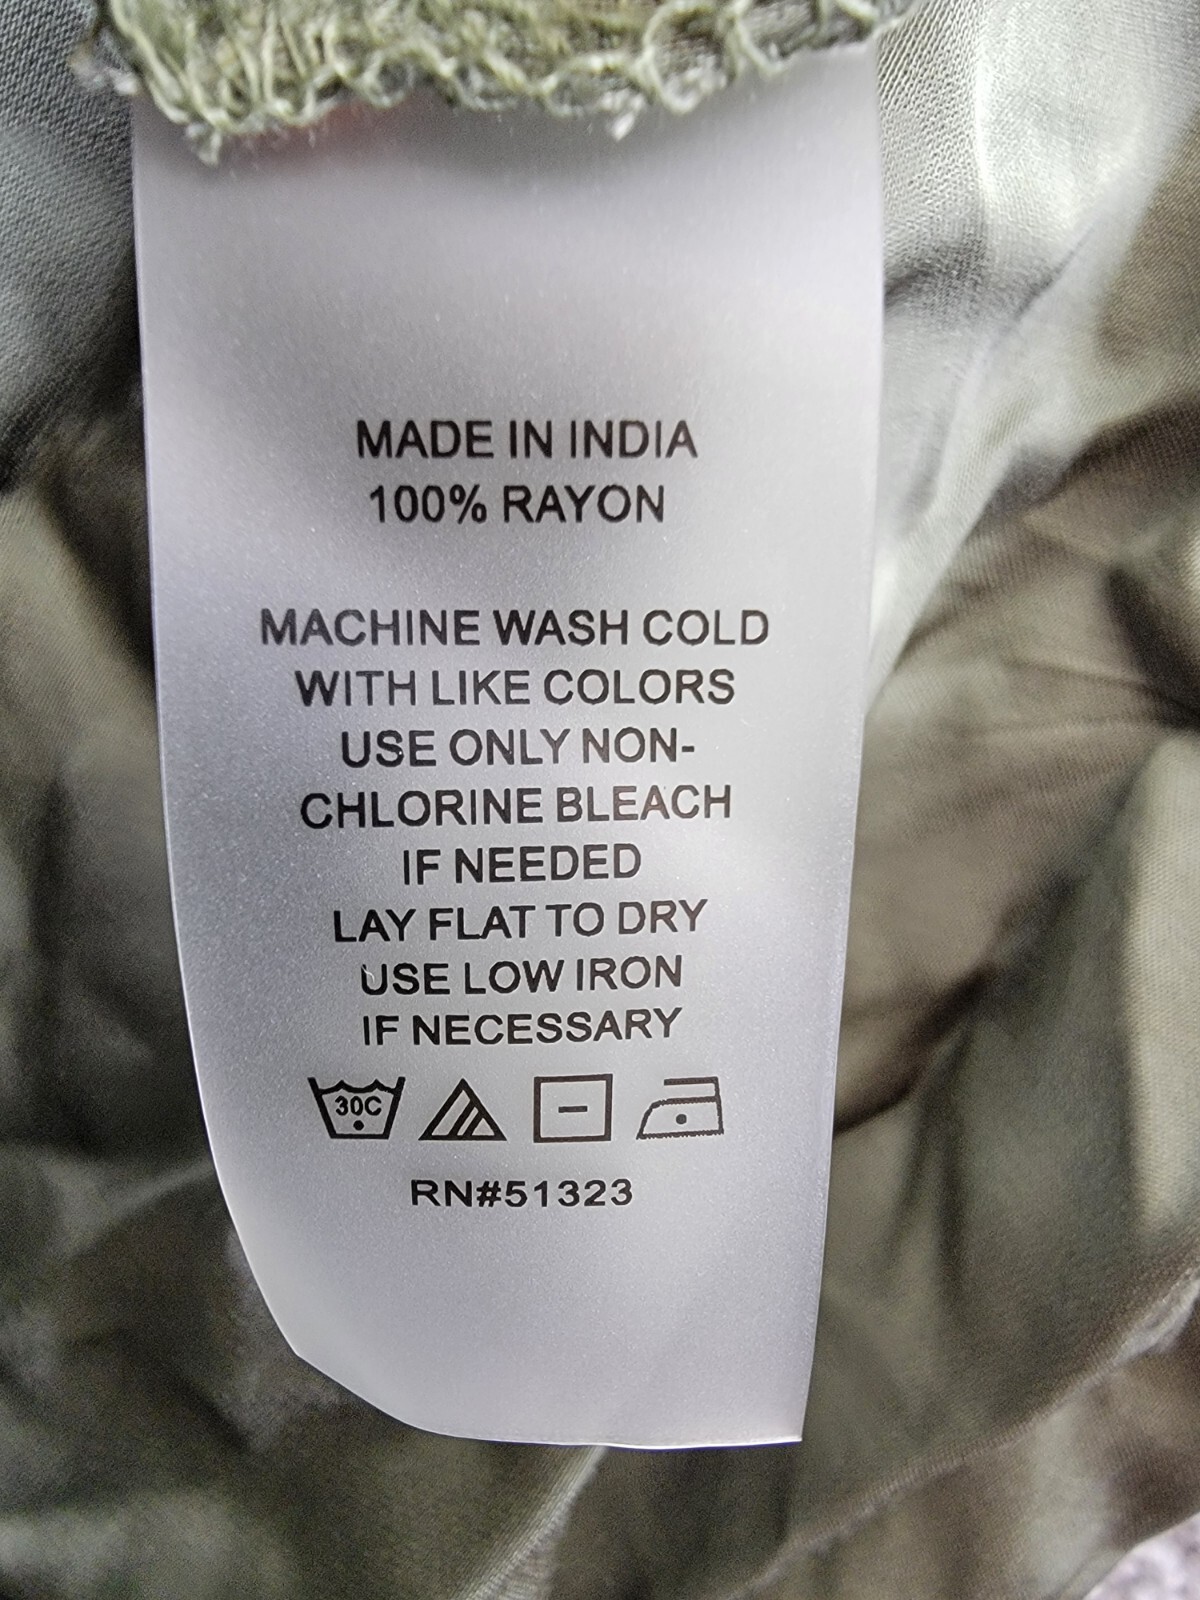 MADE IN INDIA
100% RAYON
MACHINE WASH COLD
WITH LIKE COLORS
USE ONLY NON-
CHLORINE BLEACH
IF NEEDED
LAY FLAT TO DRY
USE LOW IRON
IF NECESSARY
30C
RN#51323